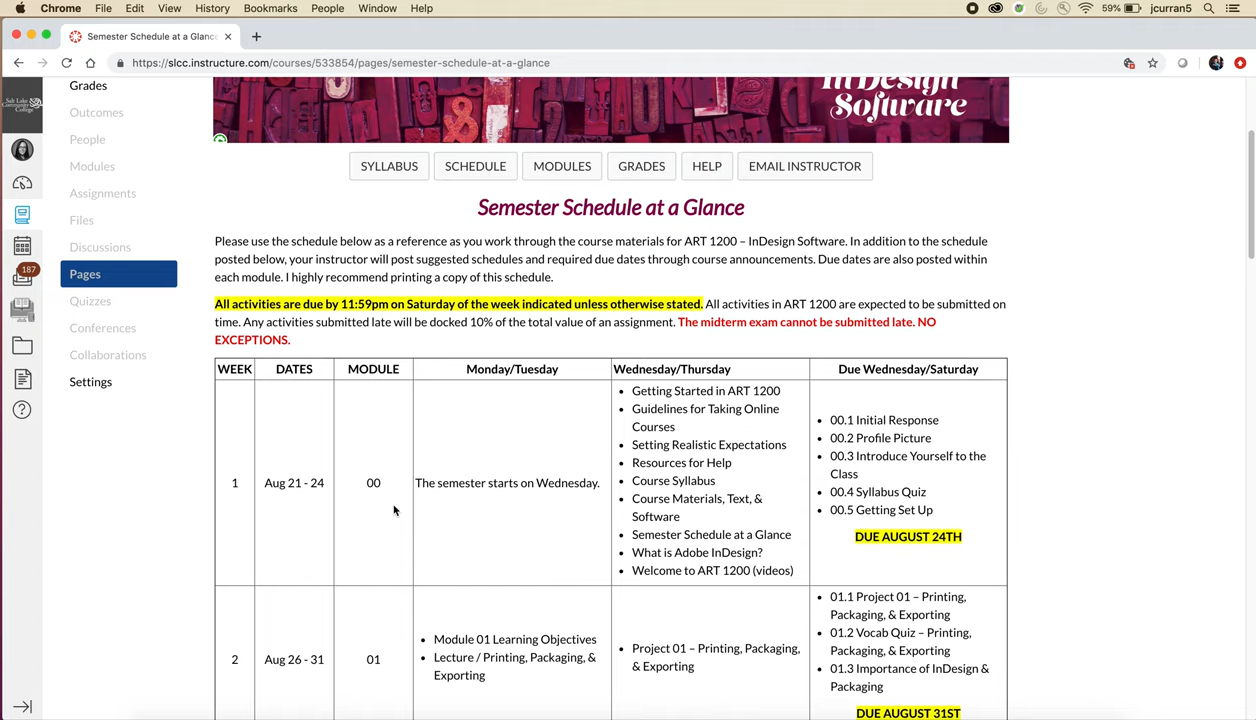 Chrome File Edit View History Bookmarks People Window Help 59% jcurran5
Semester Schedule at a Glance
https://slcc.instructure.com/courses/533854/pages/semester-schedule-at-a-glance
Salt Lake
Community
College
187
Grades
Outcomes
People
Modules
Assignments
Files
Discussions
Pages
Quizzes
Conferences
Collaborations
Settings
InDesign
Software
SYLLABUS SCHEDULE MODULES GRADES HELP EMAIL INSTRUCTOR
Semester Schedule at a Glance
Please use the schedule below as a reference as you work through the course materials for ART 1200 – InDesign Software. In addition to the schedule
posted below, your instructor will post suggested schedules and required due dates through course announcements. Due dates are also posted within
each module. I highly recommend printing a copy of this schedule.
All activities are due by 11:59pm on Saturday of the week indicated unless otherwise stated. All activities in ART 1200 are expected to be submitted on
time. Any activities submitted late will be docked 10% of the total value of an assignment. The midterm exam cannot be submitted late. NO
EXCEPTIONS.
WEEK DATES MODULE Monday/Tuesday Wednesday/Thursday Due Wednesday/Saturday
1 Aug 21 - 24 00 The semester starts on Wednesday.
• Getting Started in ART 1200
• Guidelines for Taking Online
Courses
• Setting Realistic Expectations
• Resources for Help
• Course Syllabus
• Course Materials, Text, &
Software
• Semester Schedule at a Glance
• What is Adobe InDesign?
• Welcome to ART 1200 (videos)
• 00.1 Initial Response
• 00.2 Profile Picture
• 00.3 Introduce Yourself to the
Class
• 00.4 Syllabus Quiz
• 00.5 Getting Set Up
DUE AUGUST 24TH
2 Aug 26 - 31 01
• Module 01 Learning Objectives
• Lecture / Printing, Packaging, &
Exporting
• Project 01 – Printing, Packaging,
& Exporting
• 01.1 Project 01 – Printing,
Packaging, & Exporting
• 01.2 Vocab Quiz – Printing,
Packaging, & Exporting
• 01.3 Importance of InDesign &
Packaging
DUE AUGUST 31ST